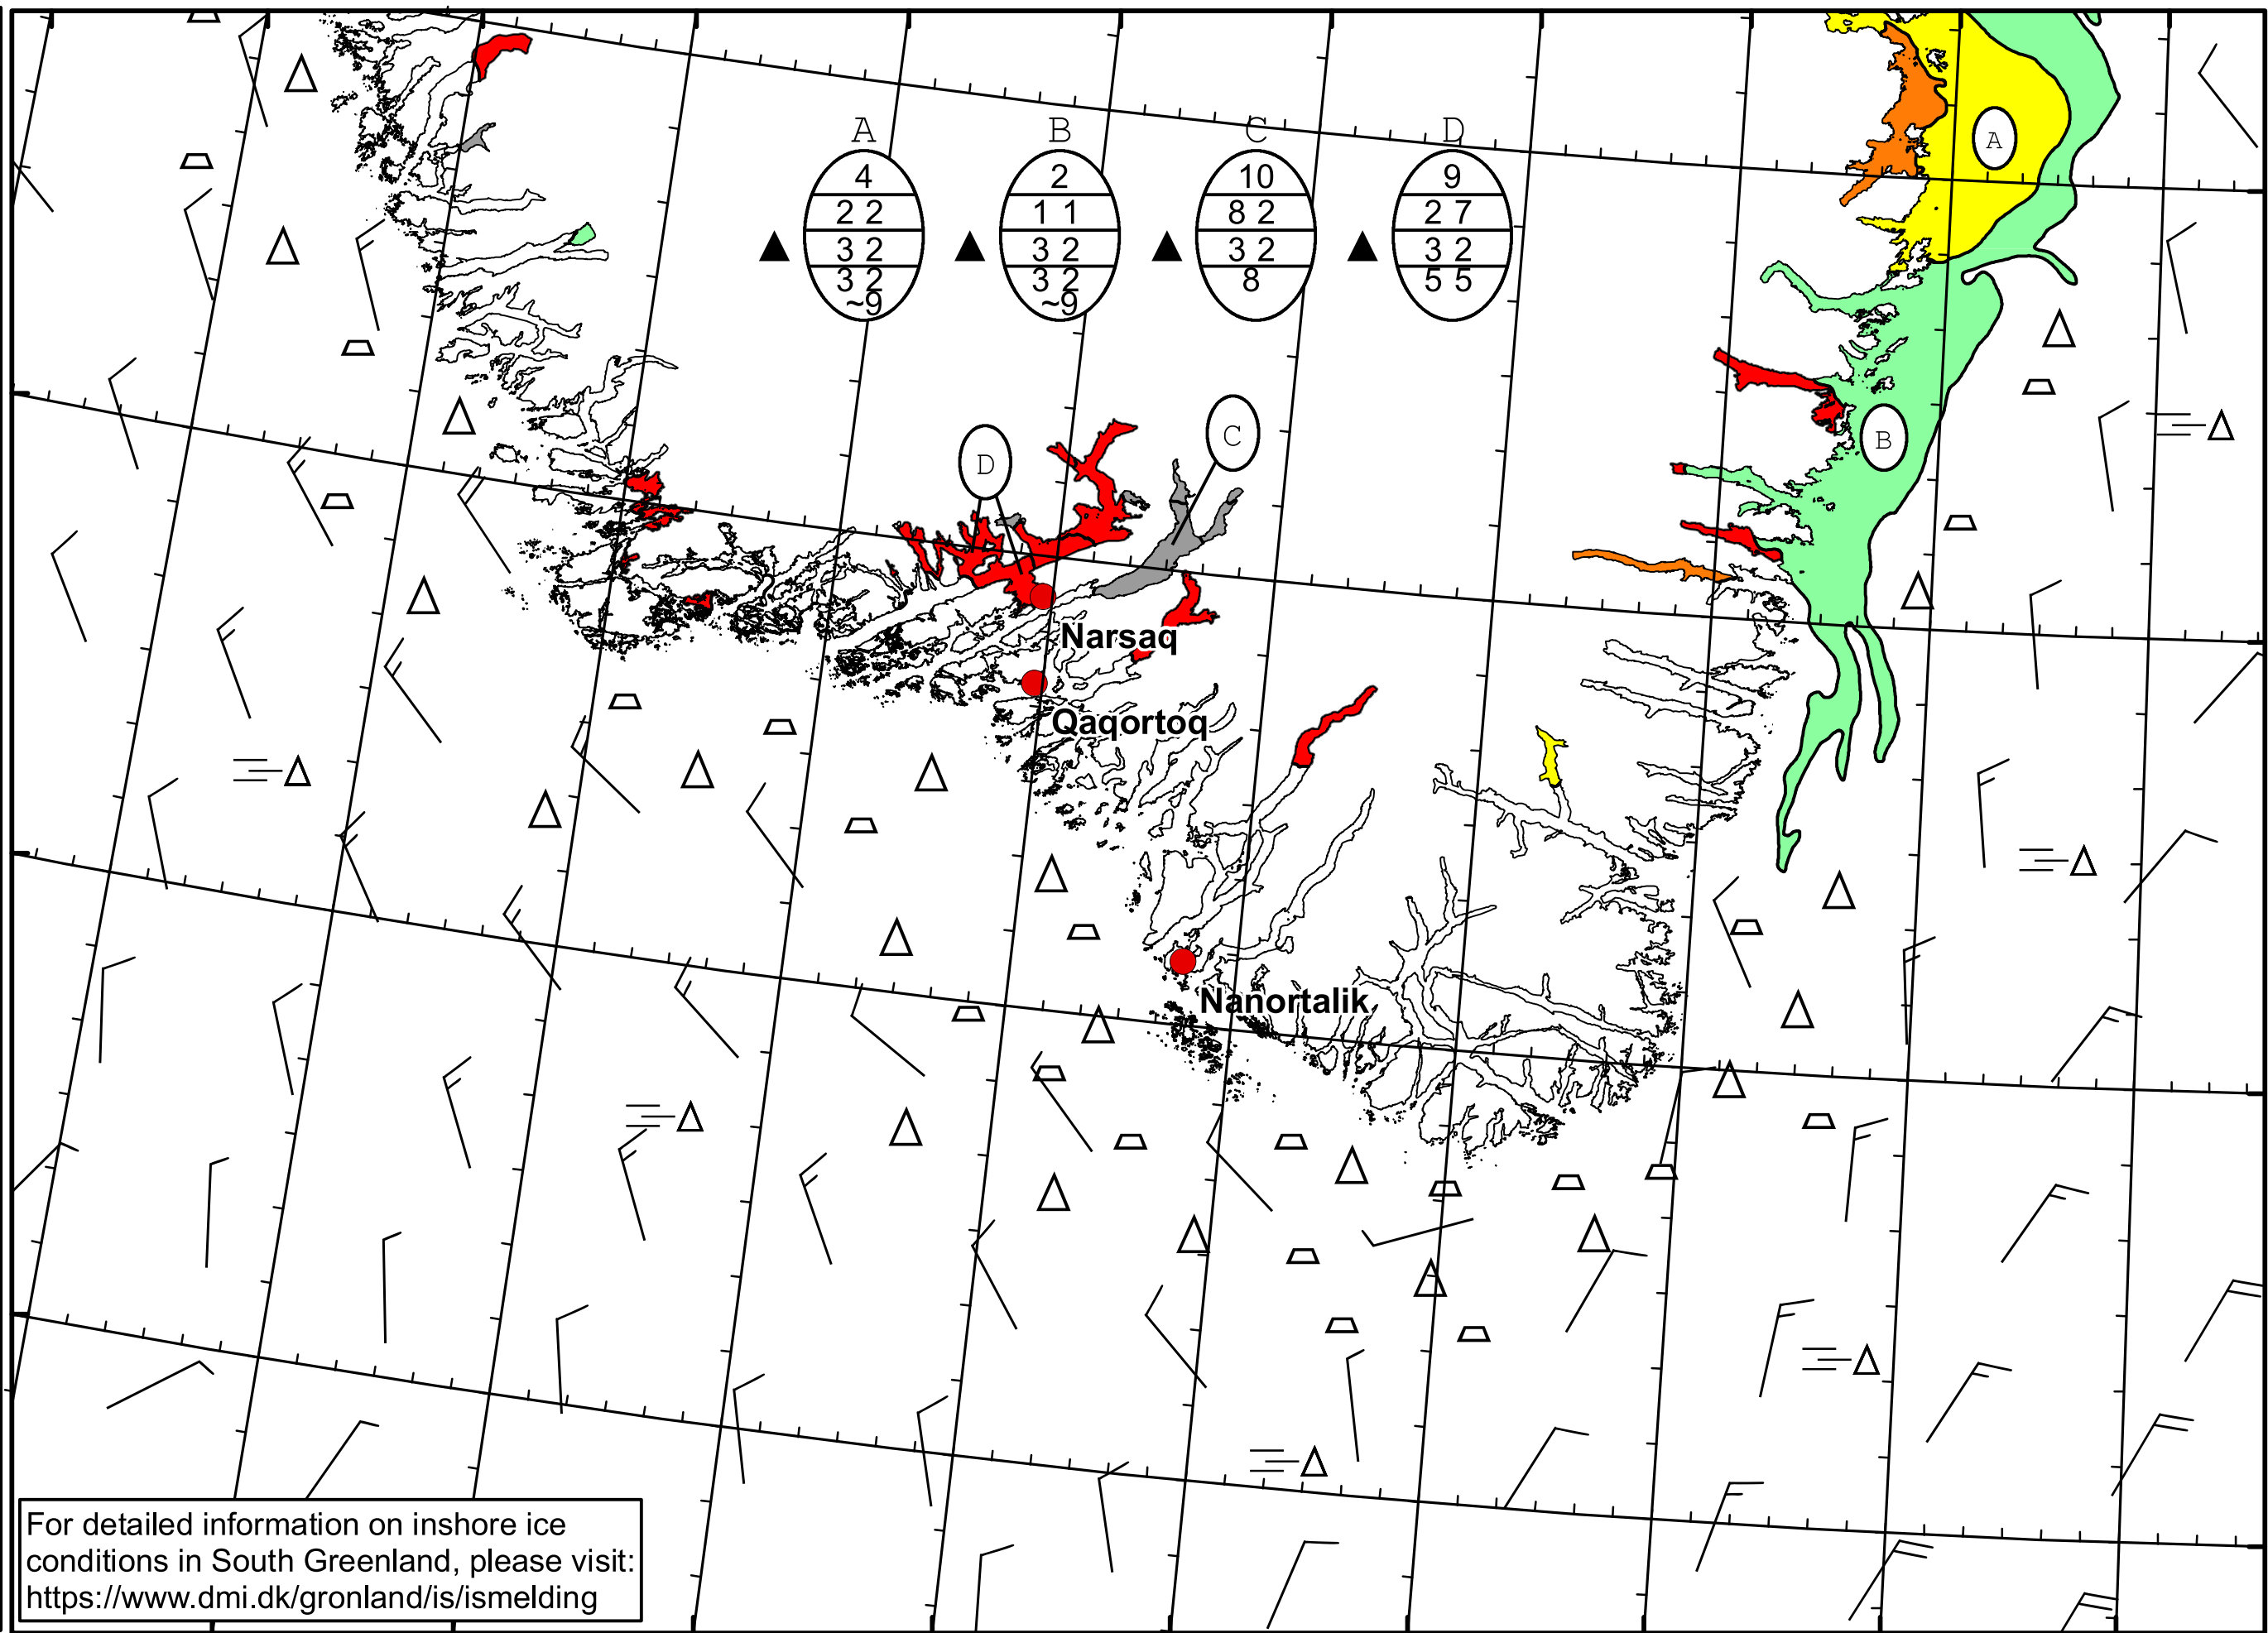 A B C D
4 2 10 9
2 2 1 1 8 2 2 7
3 2 3 2 3 2 3 2
3 2 3 2 8 5 5
~9 ~9
A
B
C
D
Narsaq
Qaqortoq
Nanortalik
For detailed information on inshore ice
conditions in South Greenland, please visit:
https://www.dmi.dk/gronland/is/ismelding